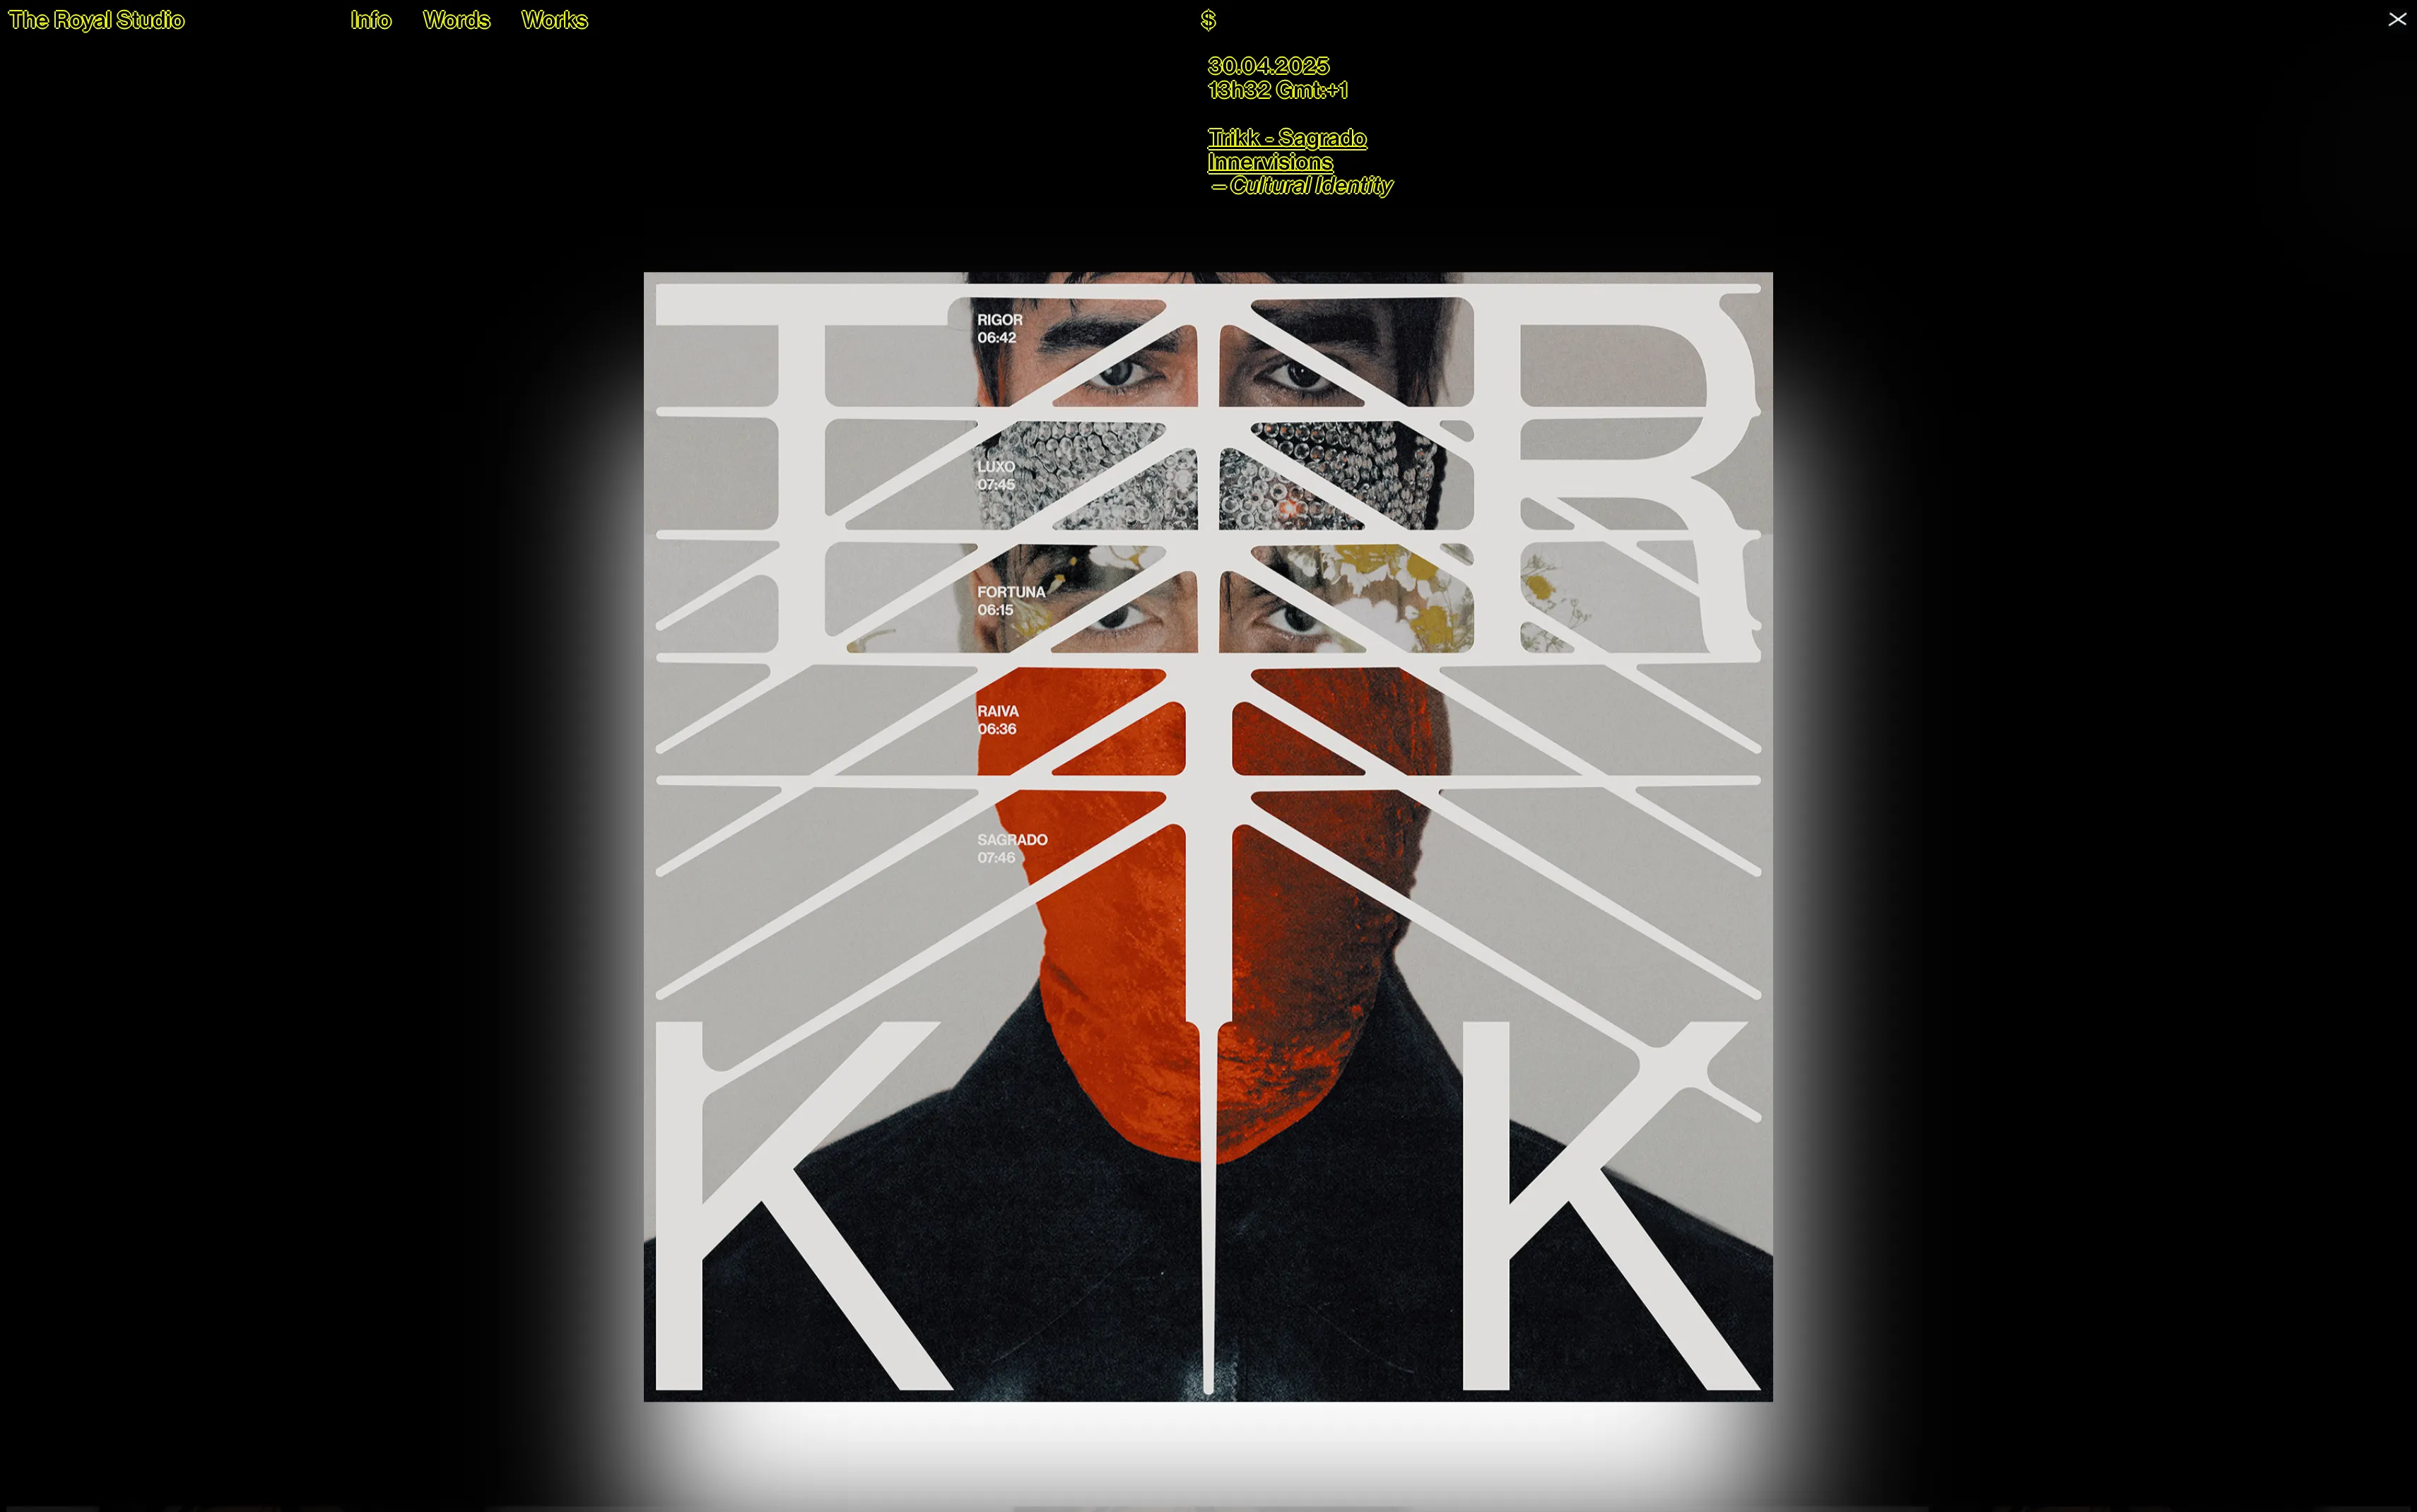 The Royal Studio
Info
Words
Works
$
30.04.2025
13h32 Gmt:+1
Trikk - Sagrado
Innervisions
– Cultural Identity
T R
RIGOR
06:42
LUXO
07:45
FORTUNA
06:15
RAIVA
06:36
SAGRADO
07:46
K I K